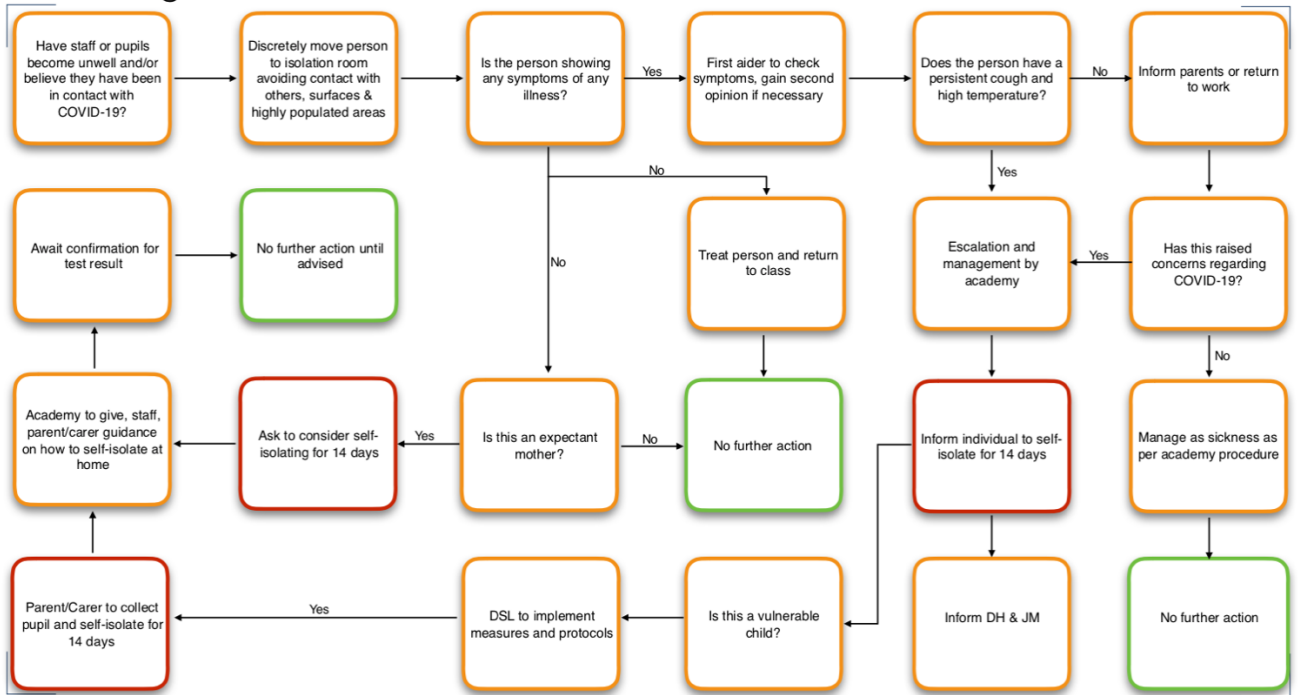 Have staff or pupils
become unwell and/or
believe they have been
in contact with
COVID-19?
Discretely move person
to isolation room
avoiding contact with
others, surfaces &
highly populated areas
Is the person showing
any symptoms of any
illness?
Yes
First aider to check
symptoms, gain second
opinion if necessary
Does the person have a
persistent cough and
high temperature?
No
Inform parents or return
to work
No
Yes
Await confirmation for
test result
No further action until
advised
No
Treat person and return
to class
Escalation and
management by
academy
Yes
Has this raised
concerns regarding
COVID-19?
No
Academy to give, staff,
parent/carer guidance
on how to self-isolate at
home
Ask to consider self-
isolating for 14 days
Yes
Is this an expectant
mother?
No
No further action
Inform individual to self-
isolate for 14 days
Manage as sickness as
per academy procedure
Parent/Carer to collect
pupil and self-isolate for
14 days
Yes
DSL to implement
measures and protocols
Is this a vulnerable
child?
Inform DH & JM
No further action